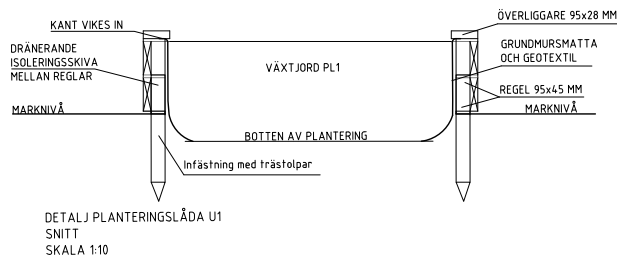 KANT VIKES IN
ÖVERLIGGARE 95x28 MM
DRÄNERANDE
ISOLERINGSSKIVA
MELLAN REGLAR
GRUNDMURSMATTA
OCH GEOTEXTIL
VÄXTJORD PL1
REGEL 95x45 MM
MARKNIVÅ
MARKNIVÅ
BOTTEN AV PLANTERING
Infästning med trästolpar
DETALJ PLANTERINGSLÅDA U1
SNITT
SKALA 1:10